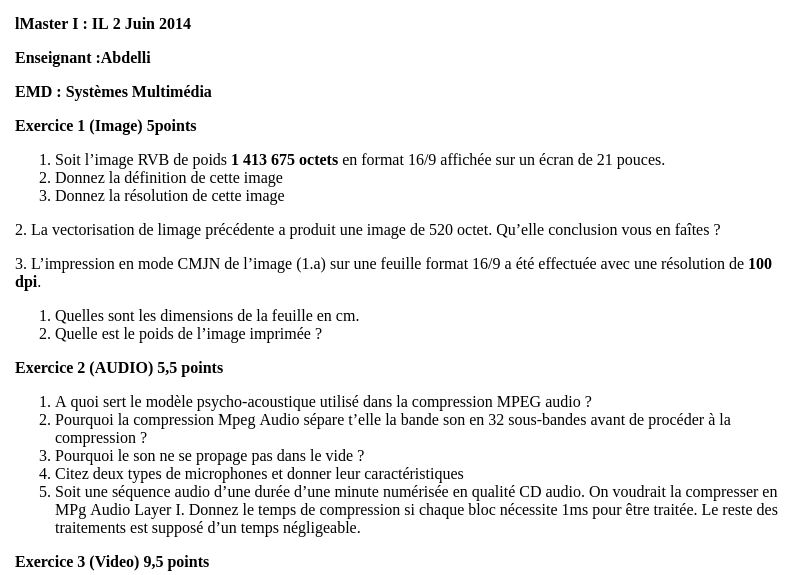 lMaster I : IL 2 Juin 2014
Enseignant :Abdelli
EMD : Systèmes Multimédia
Exercice 1 (Image) 5points
1. Soit l’image RVB de poids 1 413 675 octets en format 16/9 affichée sur un écran de 21 pouces.
2. Donnez la définition de cette image
3. Donnez la résolution de cette image
2. La vectorisation de limage précédente a produit une image de 520 octet. Qu’elle conclusion vous en faîtes ?
3. L’impression en mode CMJN de l’image (1.a) sur une feuille format 16/9 a été effectuée avec une résolution de 100
dpi.
1. Quelles sont les dimensions de la feuille en cm.
2. Quelle est le poids de l’image imprimée ?
Exercice 2 (AUDIO) 5,5 points
1. A quoi sert le modèle psycho-acoustique utilisé dans la compression MPEG audio ?
2. Pourquoi la compression Mpeg Audio sépare t’elle la bande son en 32 sous-bandes avant de procéder à la
compression ?
3. Pourquoi le son ne se propage pas dans le vide ?
4. Citez deux types de microphones et donner leur caractéristiques
5. Soit une séquence audio d’une durée d’une minute numérisée en qualité CD audio. On voudrait la compresser en
MPg Audio Layer I. Donnez le temps de compression si chaque bloc nécessite 1ms pour être traitée. Le reste des
traitements est supposé d’un temps négligeable.
Exercice 3 (Video) 9,5 points